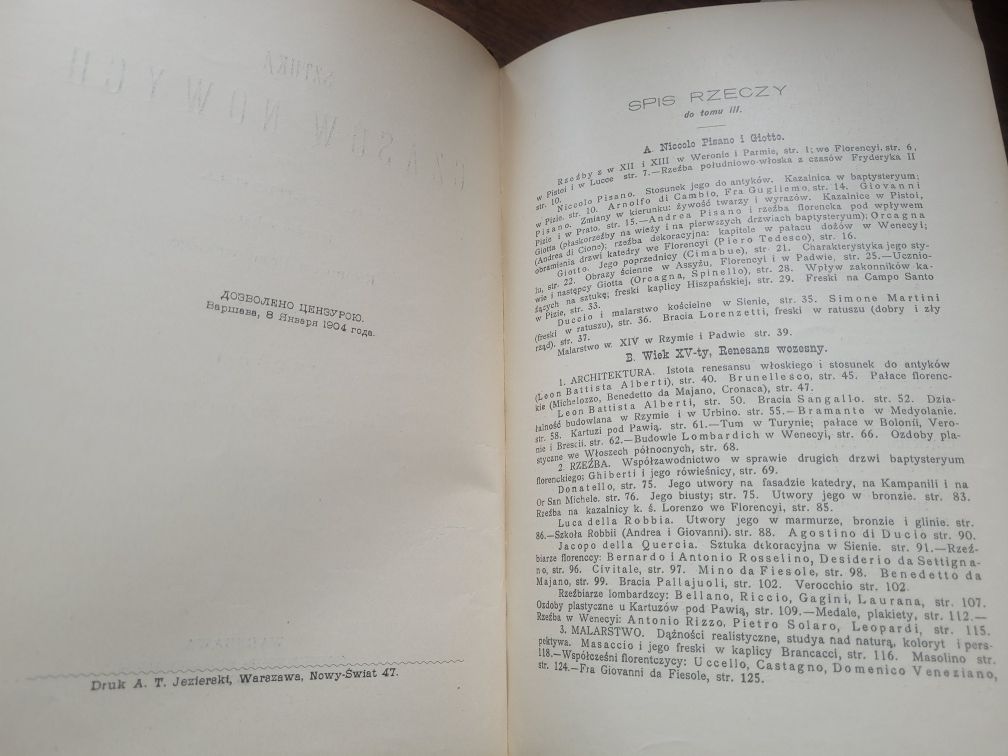 ДОЗВОЛЕНО ЦЕНЗУРОЮ.
Варшава, 8 Января 1904 года.
Druk A. T. Jezierski, Warszawa, Nowy-Świat 47.
SPIS RZECZY
do tomu III.
A. Niccolo Pisano i Giotto.
Rzeźby z w XII i XIII w Weronie i Parmie, str. 1; we Florencyi, str. 6,
w Pistoi i w Lucce str. 7.—Rzeźba południowo-włoska z czasów Fryderyka II
str. 10.
Niccolo Pisano. Stosunek jego do antyków. Kazalnica w baptysteryum;
w Pizie, str. 10. Arnolfo di Cambio, Fra Gugliemo, str. 14. Giovanni
Pisano. Zmiany w kierunku: żywość twarzy i wyrazów. Kazalnice w Pistoi,
Pizie i w Prato. str. 15.—Andrea Pisano i rzeźba florencka pod wpływem
Giotta (płaskorzeźby na wieży i na pierwszych drzwiach baptysteryum); Orcagna
(Andrea di Cione); rzeźba dekoracyjna: kapitele w pałacu dożów w Wenecyi;
obramienia drzwi katedry we Florencyi (Piero Tedesco), str. 16.
Giotto. Jego poprzednicy (Cimabue), str. 21. Charakterystyka jego sty-
lu, str. 22. Obrazy ścienne w Assyżu, Florencyi i w Padwie, str. 25.—Ucznio-
wie i następcy Giotta (Orcagna, Spinello), str. 28. Wpływ zakonników ka-
żących na sztukę; freski kaplicy Hiszpańskiej, str. 29. Freski na Campo Santo
w Pizie, str. 33.
Duccio i malarstwo kościelne w Sienie, str. 35. Simone Martini
(freski w ratuszu), str. 36. Bracia Lorenzetti, freski w ratuszu (dobry i zły
rząd), str. 37.
Malarstwo w. XIV w Rzymie i Padwie str. 39.
B. Wiek XV-ty, Renesans wozesny.
1. ARCHITEKTURA. Istota renesansu włoskiego i stosunek do antyków
(Leon Battista Alberti), str. 40. Brunellesco, str. 45. Pałace florenc-
kie (Michelozzo, Benedetto da Majano, Cronaca), str. 47.
Leon Battista Alberti, str. 50. Bracia Sangallo. str. 52. Dzia-
łalność budowlana w Rzymie i w Urbino. str. 55.—Bramante w Medyolanie.
str. 58. Kartuzi pod Pawią. str. 61.—Tum w Turynie; pałace w Bolonii, Vero-
nie i Brescii. str. 62.—Budowle Lombardich w Wenecyi, str. 66. Ozdoby pla-
styczne we Włoszech północnych, str. 68.
2. RZEŹBA. Współzawodnictwo w sprawie drugich drzwi baptysteryum
florenckiego; Ghiberti i jego rówieśnicy, str. 69.
Donatello, str. 75. Jego utwory na fasadzie katedry, na Kampanili i na
Or San Michele. str. 76. Jego biusty; str. 75. Utwory jego w bronzie. str. 83.
Rzeźba na kazalnicy k. ś. Lorenzo we Florencyi, str. 85.
Luca della Robbia. Utwory jego w marmurze, bronzie i glinie. str.
86.—Szkoła Robbii (Andrea i Giovanni). str. 88. Agostino di Ducio str. 90.
Jacopo della Quercia. Sztuka dekoracyjna w Sienie. str. 91.—Rzeź-
biarze florenccy: Bernardo i Antonio Rosselino, Desiderio da Settigna-
no, str. 96. Civitale, str. 97. Mino da Fiesole, str. 98. Benedetto da
Majano, str. 99. Bracia Pallajuoli, str. 102. Verocchio str. 102.
Rzeźbiarze lombardzcy: Bellano, Riccio, Gagini, Laurana, str. 107.
Ozdoby plastyczne u Kartuzów pod Pawią, str. 109.—Medale, plakiety, str. 112.—
Rzeźba w Wenecyi: Antonio Rizzo, Pietro Solaro, Leopardi, str. 115.
3. MALARSTWO. Dążności realistyczne, studya nad naturą, koloryt i pers-
pektywa. Masaccio i jego freski w kaplicy Brancacci, str. 116. Masolino str.
118.—Współcześni florentczycy: Uccello, Castagno, Domenico Veneziano,
str. 124.—Fra Giovanni da Fiesole, str. 125.